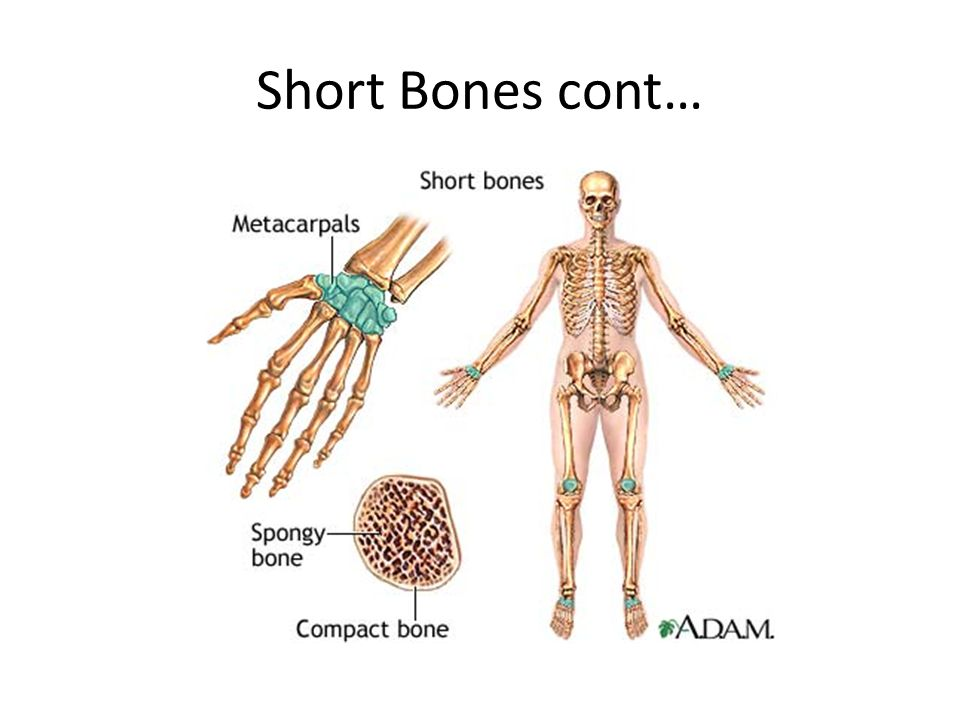 Short Bones cont…
Short bones
Metacarpals
Spongy
bone
Compact bone
A.D.A.M.